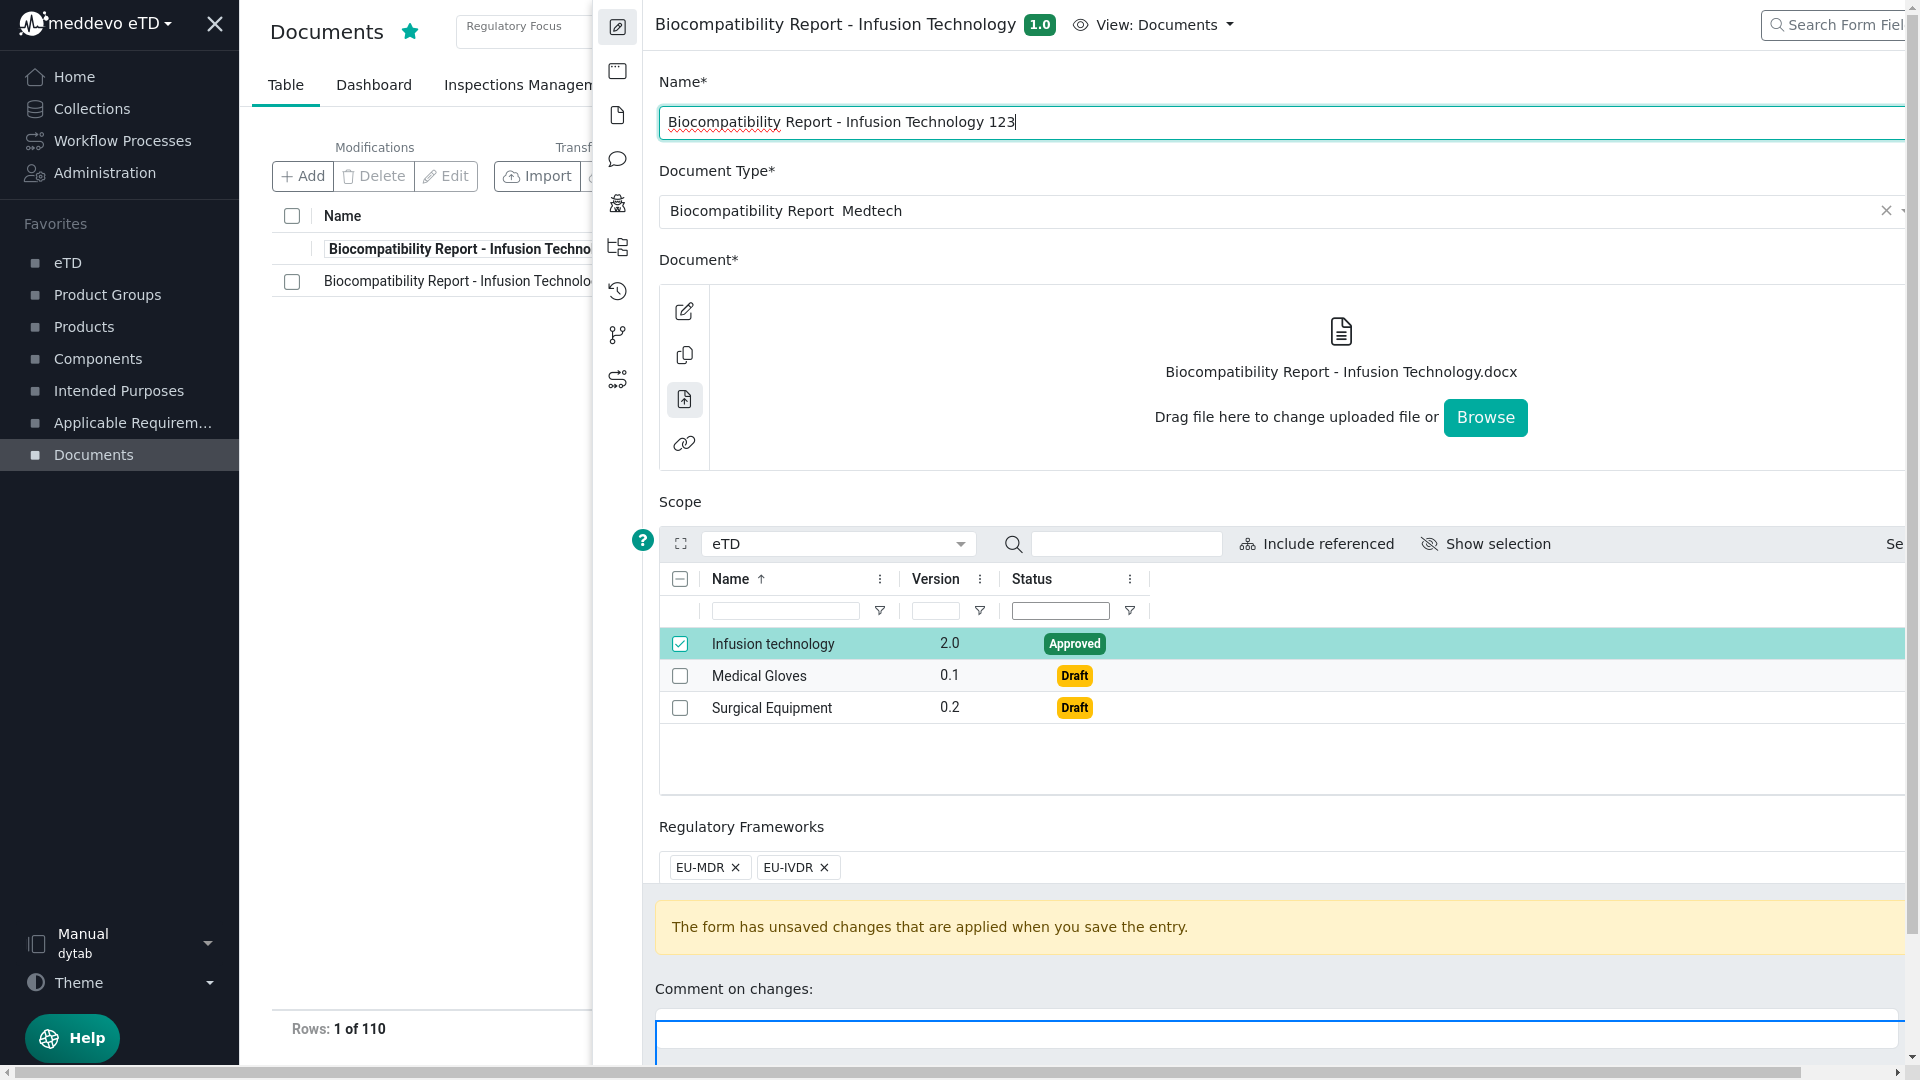 meddevo eTD
Home
Collections
Workflow Processes
Administration
Favorites
eTD
Product Groups
Products
Components
Intended Purposes
Applicable Requirem...
Documents
Manual
dytab
Theme
Help
Documents
Regulatory Focus
Table
Dashboard
Inspections Managem
Modifications
Transf
Add
Delete
Edit
Import
Name
Biocompatibility Report - Infusion Techno
Biocompatibility Report - Infusion Technolo
Rows: 1 of 110
Biocompatibility Report - Infusion Technology 1.0 View: Documents
Search Form Fiel
Name*
Biocompatibility Report - Infusion Technology 123
Document Type*
Biocompatibility Report Medtech
Document*
Biocompatibility Report - Infusion Technology.docx
Drag file here to change uploaded file or Browse
Scope
? eTD Include referenced Show selection Se
Name Version Status
Infusion technology 2.0 Approved
Medical Gloves 0.1 Draft
Surgical Equipment 0.2 Draft
Regulatory Frameworks
EU-MDR EU-IVDR
The form has unsaved changes that are applied when you save the entry.
Comment on changes: